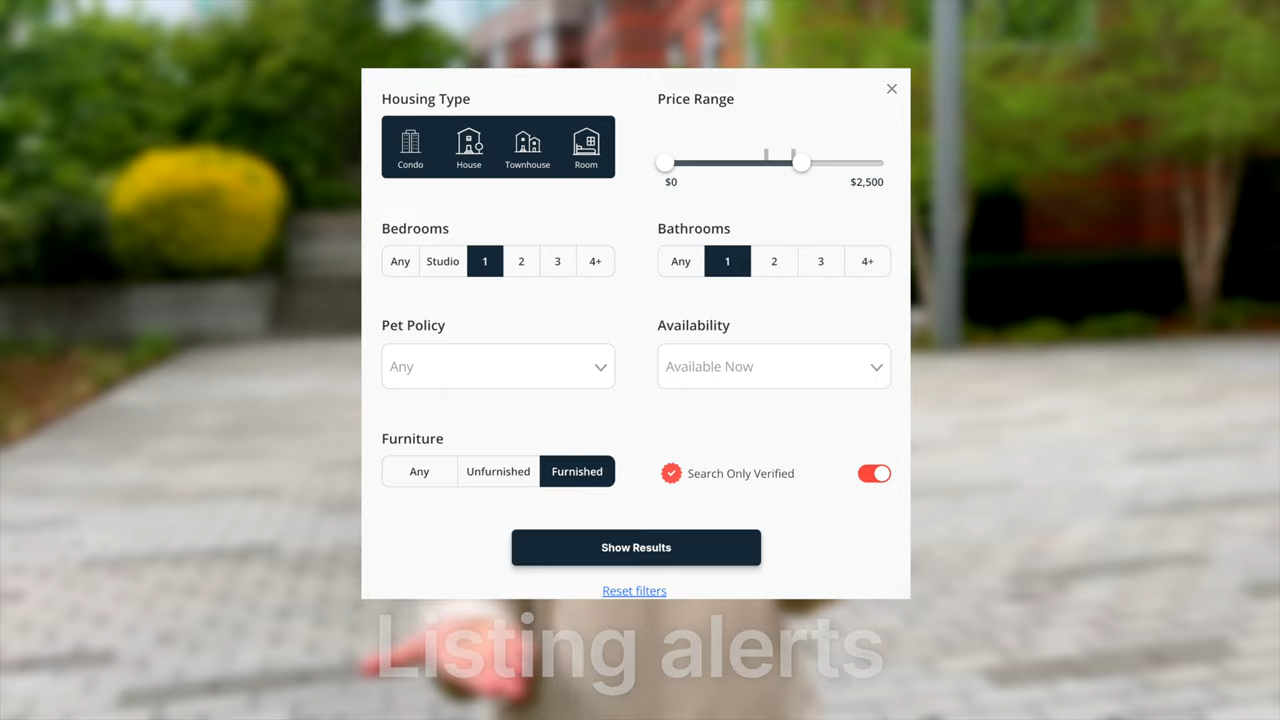 Housing Type
Condo House Townhouse Room
Price Range
$0 $2,500
Bedrooms
Any Studio 1 2 3 4+
Bathrooms
Any 1 2 3 4+
Pet Policy
Any
Availability
Available Now
Furniture
Any Unfurnished Furnished
Search Only Verified
Show Results
Reset filters
Listing alerts